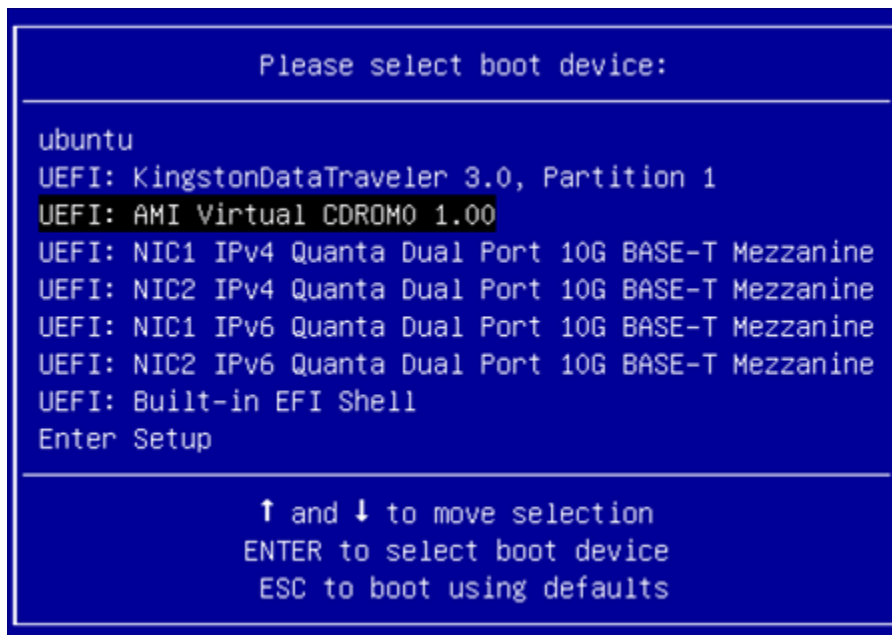 Please select boot device:
ubuntu
UEFI: KingstonDataTraveler 3.0, Partition 1
UEFI: AMI Virtual CDROM0 1.00
UEFI: NIC1 IPv4 Quanta Dual Port 10G BASE-T Mezzanine
UEFI: NIC2 IPv4 Quanta Dual Port 10G BASE-T Mezzanine
UEFI: NIC1 IPv6 Quanta Dual Port 10G BASE-T Mezzanine
UEFI: NIC2 IPv6 Quanta Dual Port 10G BASE-T Mezzanine
UEFI: Built-in EFI Shell
Enter Setup
↑ and ↓ to move selection
ENTER to select boot device
ESC to boot using defaults